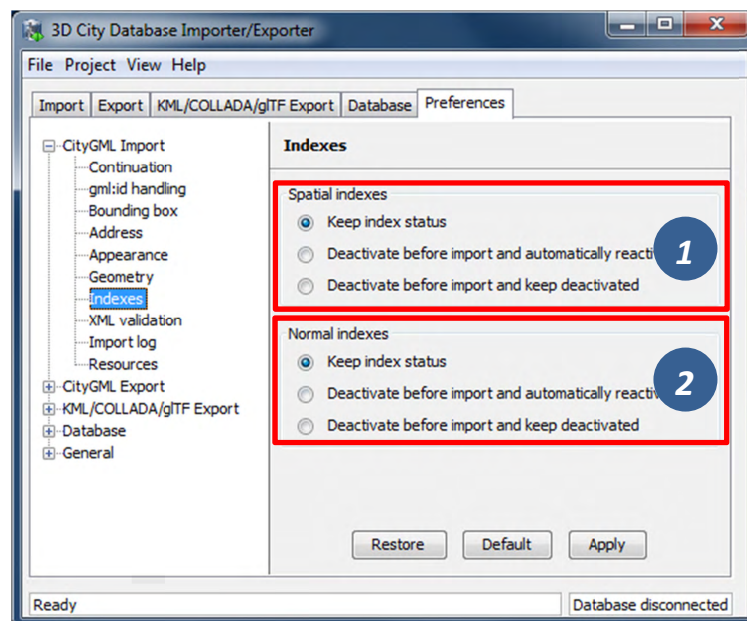 3D City Database Importer/Exporter
File Project View Help
Import Export KML/COLLADA/glTF Export Database Preferences
CityGML Import
Continuation
gml:id handling
Bounding box
Address
Appearance
Geometry
Indexes
XML validation
Import log
Resources
CityGML Export
KML/COLLADA/glTF Export
Database
General
Indexes
Spatial indexes
Keep index status
Deactivate before import and automatically
Deactivate before import and keep deactivated
1
Normal indexes
Keep index status
Deactivate before import and automatically
Deactivate before import and keep deactivated
2
Restore Default Apply
Ready Database disconnected